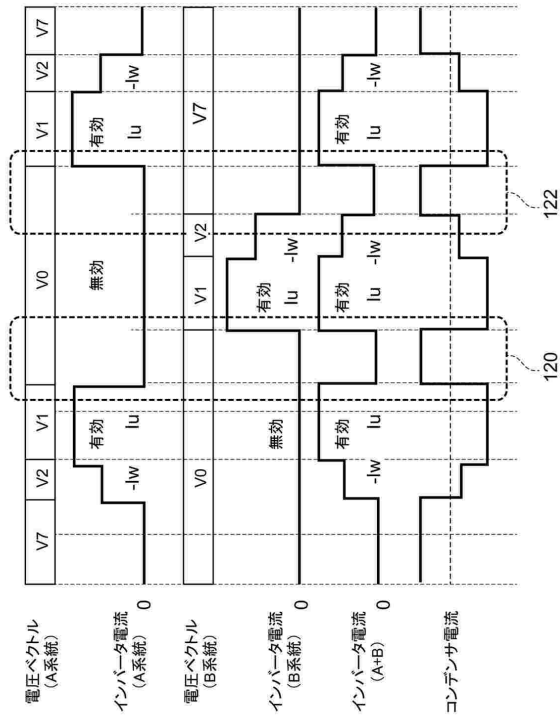 電圧ベクトル
（A系統）
V7 V2 V1 V0 V1 V2 V7
インバータ電流
（A系統）
0
-Iw
有効
Iu
無効
有効
Iu
-Iw
電圧ベクトル
（B系統）
V0 V1 V2 V7
インバータ電流
（B系統）
0
無効
有効
Iu
-Iw
インバータ電流
（A+B）
0
-Iw
有効
Iu
有効
Iu
-Iw
有効
Iu
-Iw
コンデンサ電流
120
122